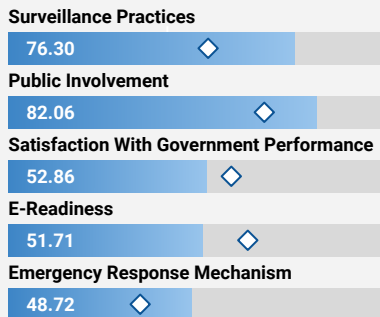 Surveillance Practices
76.30
Public Involvement
82.06
Satisfaction With Government Performance
52.86
E-Readiness
51.71
Emergency Response Mechanism
48.72